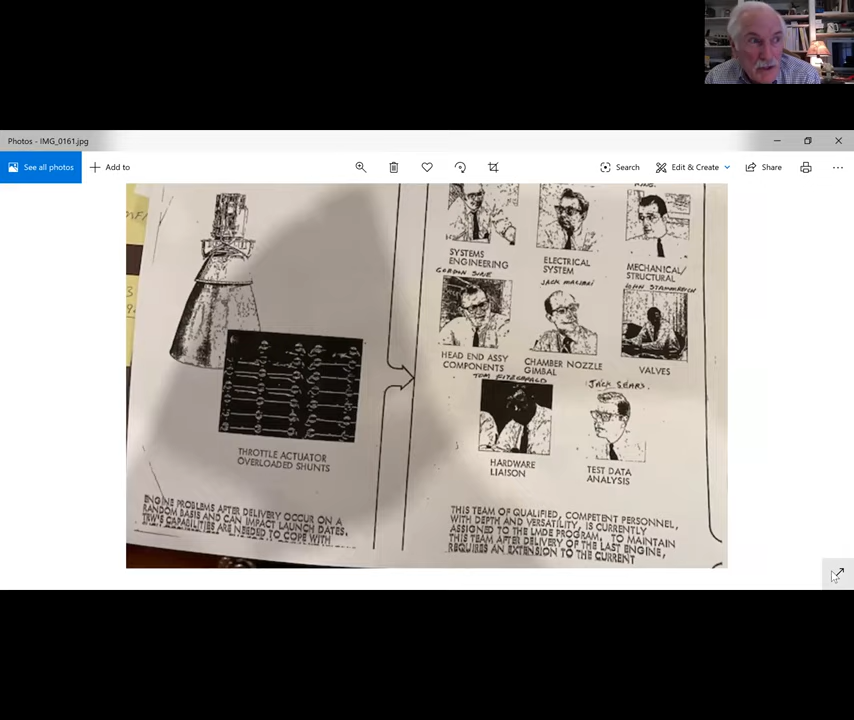 Photos - IMG_0161.jpg
See all photos
Add to
Search
Edit & Create
Share
SYSTEMS
ENGINEERING
ELECTRICAL
SYSTEM
MECHANICAL/
STRUCTURAL
JACK
JOHN STAMMREICH
HEAD END ASSY
COMPONENTS
CHAMBER NOZZLE
GIMBAL
VALVES
TOM FITZGERALD
JACK SEARS.
HARDWARE
LIAISON
TEST DATA
ANALYSIS
THROTTLE ACTUATOR
OVERLOADED SHUNTS
ENGINE PROBLEMS AFTER DELIVERY OCCUR ON A
RANDOM BASIS AND CAN IMPACT LAUNCH DATES.
TRW'S CAPABILITIES ARE NEEDED TO COPE WITH
THIS TEAM OF QUALIFIED, COMPETENT PERSONNEL,
WITH DEPTH AND VERSATILITY, IS CURRENTLY
ASSIGNED TO THE LMDE PROGRAM. TO MAINTAIN
THIS TEAM AFTER DELIVERY OF THE LAST ENGINE,
REQUIRES AN EXTENSION TO THE CURRENT